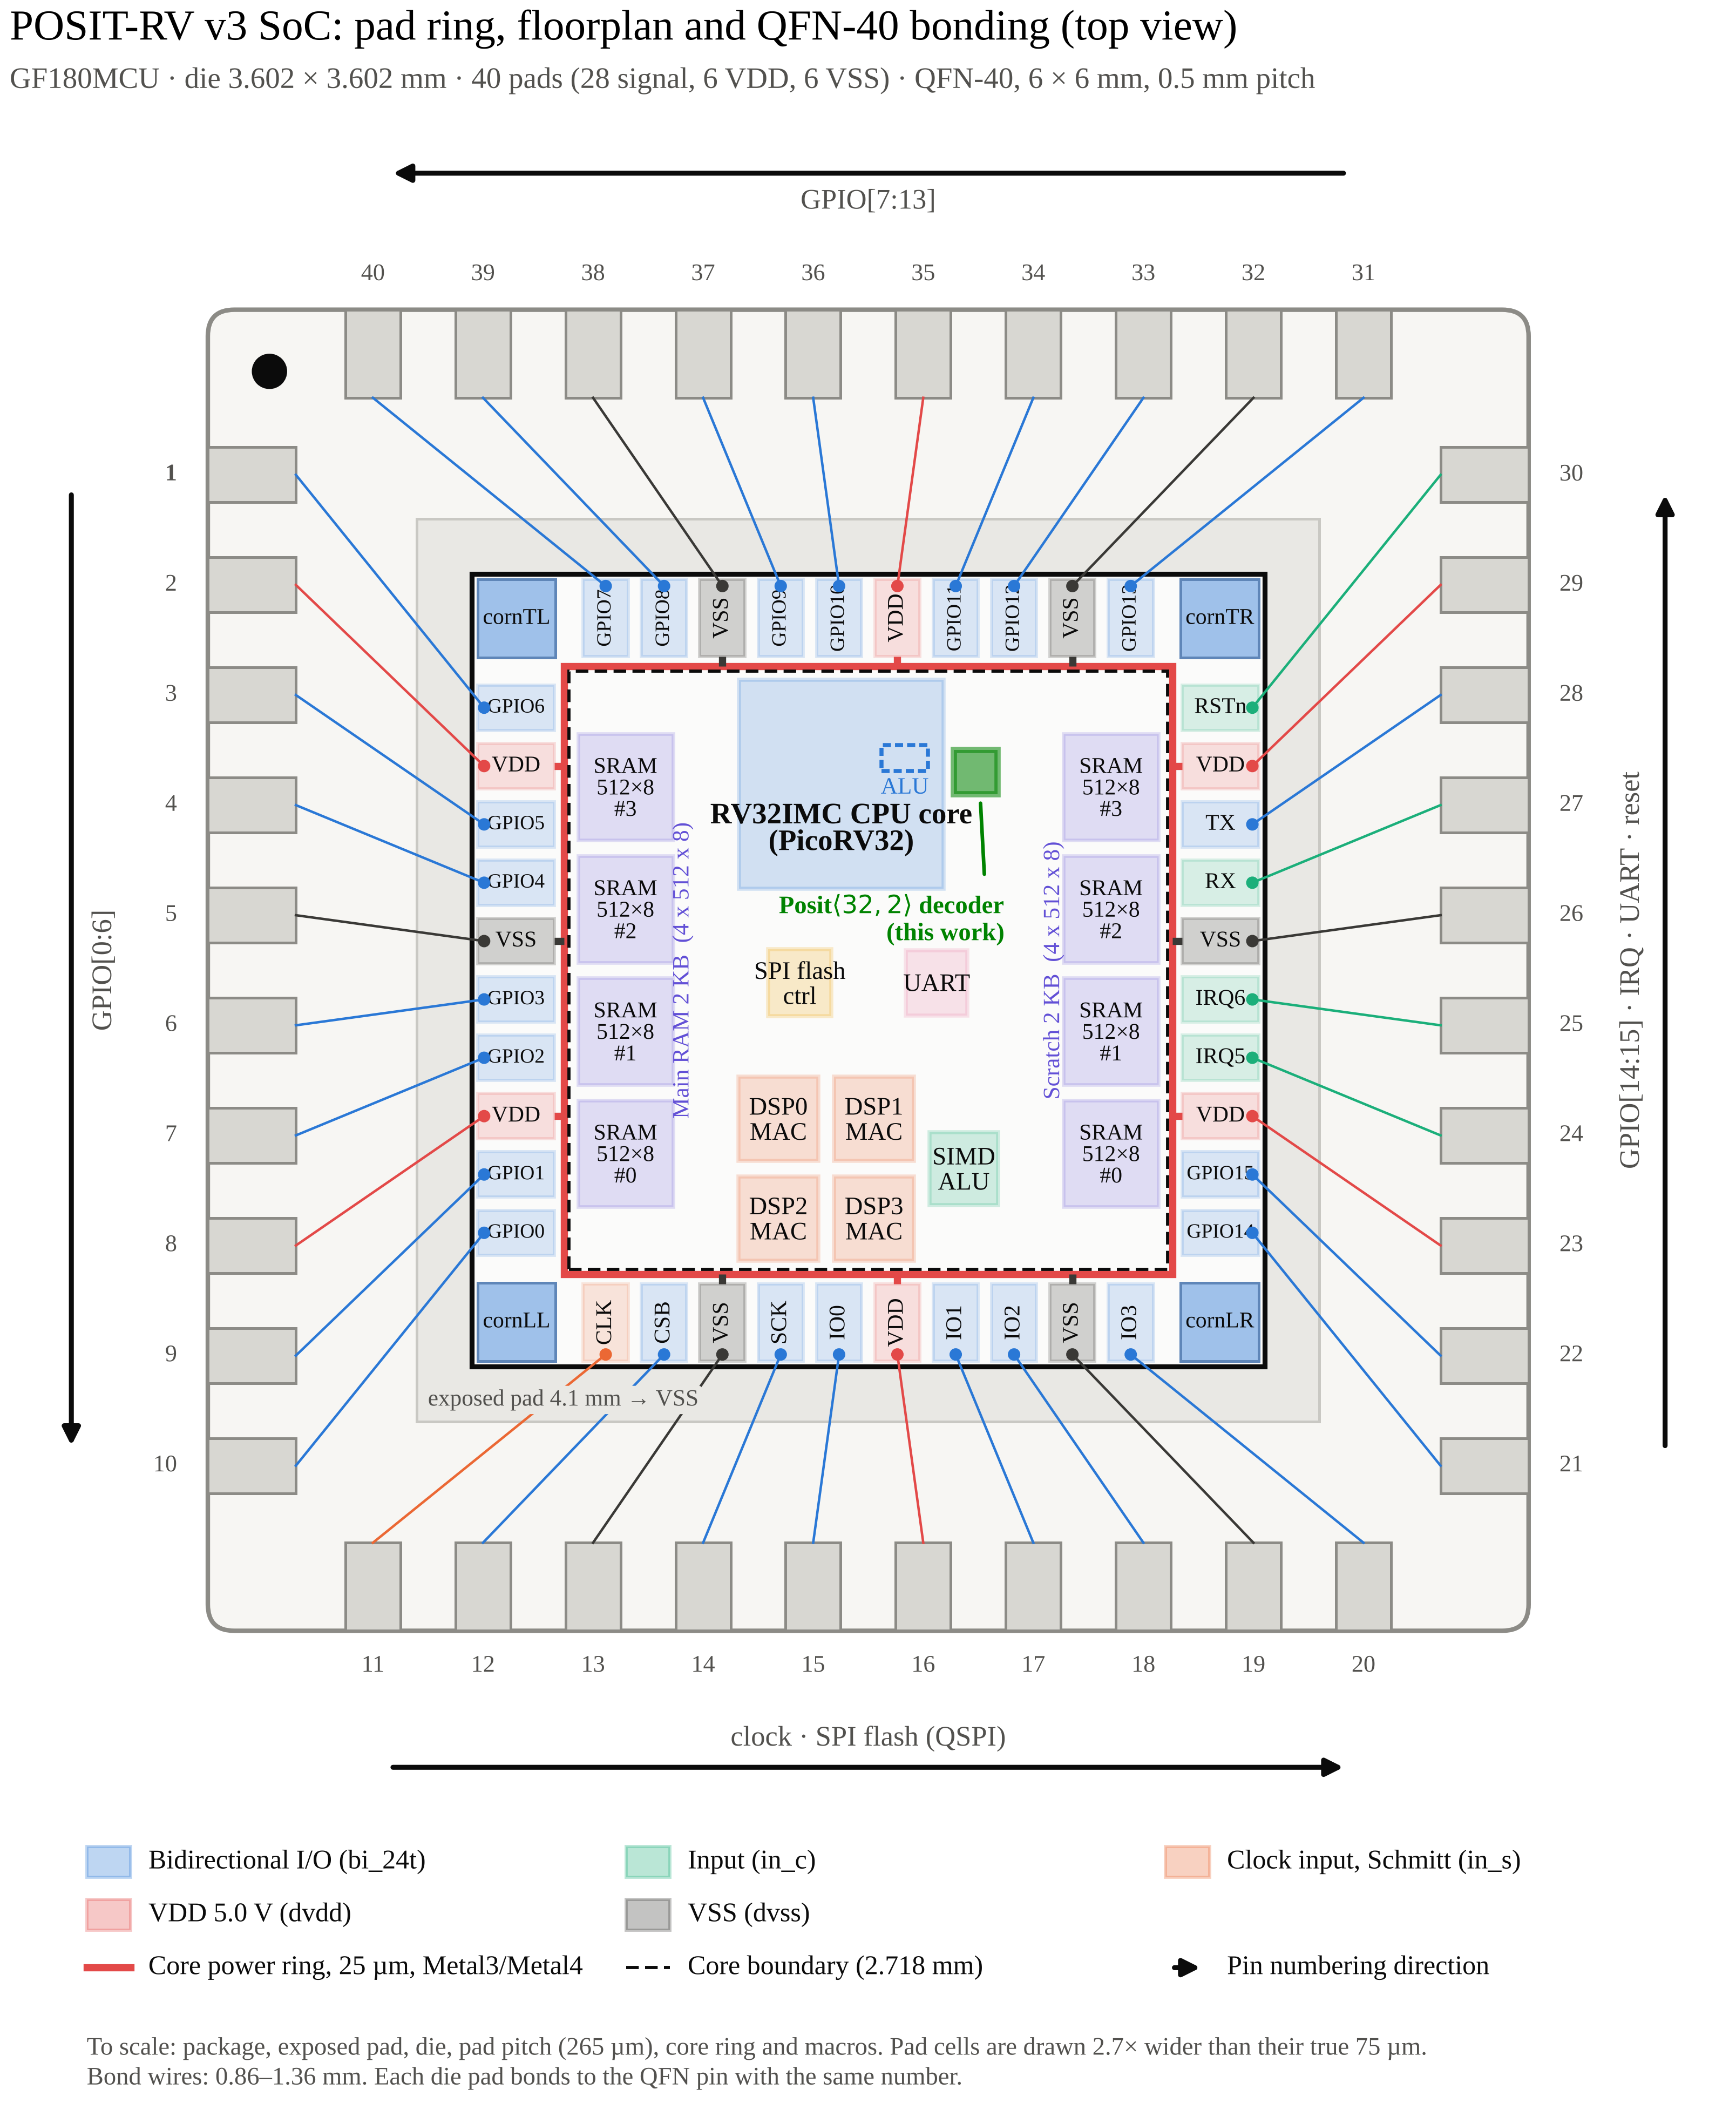 POSIT-RV v3 SoC: pad ring, floorplan and QFN-40 bonding (top view)
GF180MCU · die 3.602 × 3.602 mm · 40 pads (28 signal, 6 VDD, 6 VSS) · QFN-40, 6 × 6 mm, 0.5 mm pitch
GPIO[7:13]
40 39 38 37 36 35 34 33 32 31
1
2
3
4
5
6
7
8
9
10
GPIO[0:6]
30
29
28
27
26
25
24
23
22
21
GPIO[14:15] · IRQ · UART · reset
cornTL
GPIO7
GPIO8
VSS
GPIO9
GPIO10
VDD
GPIO11
GPIO12
VSS
GPIO13
cornTR
GPIO6
VDD
GPIO5
GPIO4
VSS
GPIO3
GPIO2
VDD
GPIO1
GPIO0
RSTn
VDD
TX
RX
VSS
IRQ6
IRQ5
VDD
GPIO15
GPIO14
SRAM
512×8
#3
SRAM
512×8
#2
SRAM
512×8
#1
SRAM
512×8
#0
Main RAM 2 KB (4 x 512 x 8)
ALU
RV32IMC CPU core
(PicoRV32)
Posit⟨32, 2⟩ decoder
(this work)
SPI flash
ctrl
UART
DSP0
MAC
DSP1
MAC
DSP2
MAC
DSP3
MAC
SIMD
ALU
Scratch 2 KB (4 x 512 x 8)
SRAM
512×8
#3
SRAM
512×8
#2
SRAM
512×8
#1
SRAM
512×8
#0
cornLL
CLK
CSB
VSS
SCK
IO0
VDD
IO1
IO2
VSS
IO3
cornLR
exposed pad 4.1 mm → VSS
11 12 13 14 15 16 17 18 19 20
clock · SPI flash (QSPI)
Bidirectional I/O (bi_24t)
Input (in_c)
Clock input, Schmitt (in_s)
VDD 5.0 V (dvdd)
VSS (dvss)
Core power ring, 25 µm, Metal3/Metal4
Core boundary (2.718 mm)
Pin numbering direction
To scale: package, exposed pad, die, pad pitch (265 µm), core ring and macros. Pad cells are drawn 2.7× wider than their true 75 µm.
Bond wires: 0.86–1.36 mm. Each die pad bonds to the QFN pin with the same number.